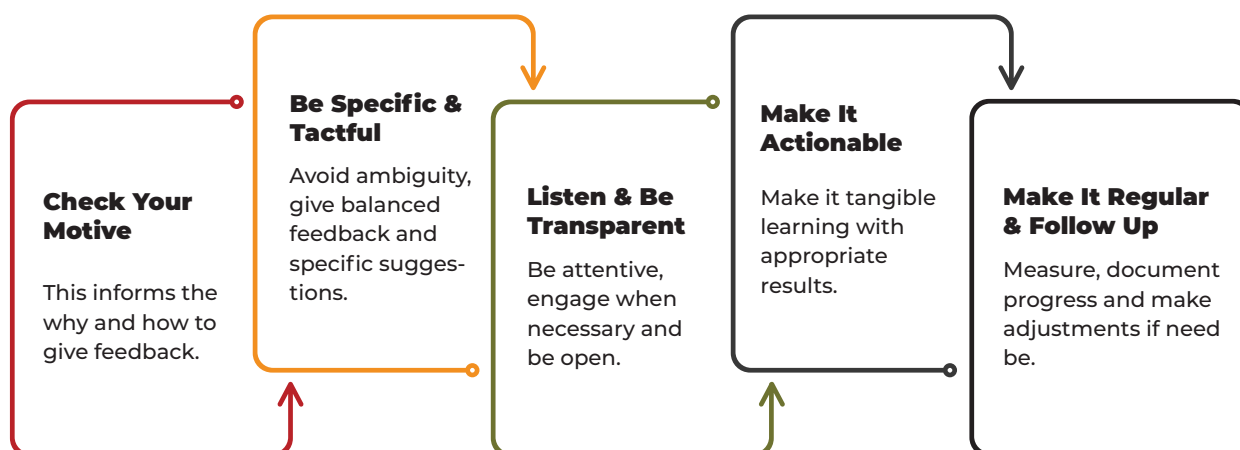 Check Your
Motive
This informs the
why and how to
give feedback.
Be Specific &
Tactful
Avoid ambiguity,
give balanced
feedback and
specific sugges-
tions.
Listen & Be
Transparent
Be attentive,
engage when
necessary and
be open.
Make It
Actionable
Make it tangible
learning with
appropriate
results.
Make It Regular
& Follow Up
Measure, document
progress and make
adjustments if need
be.